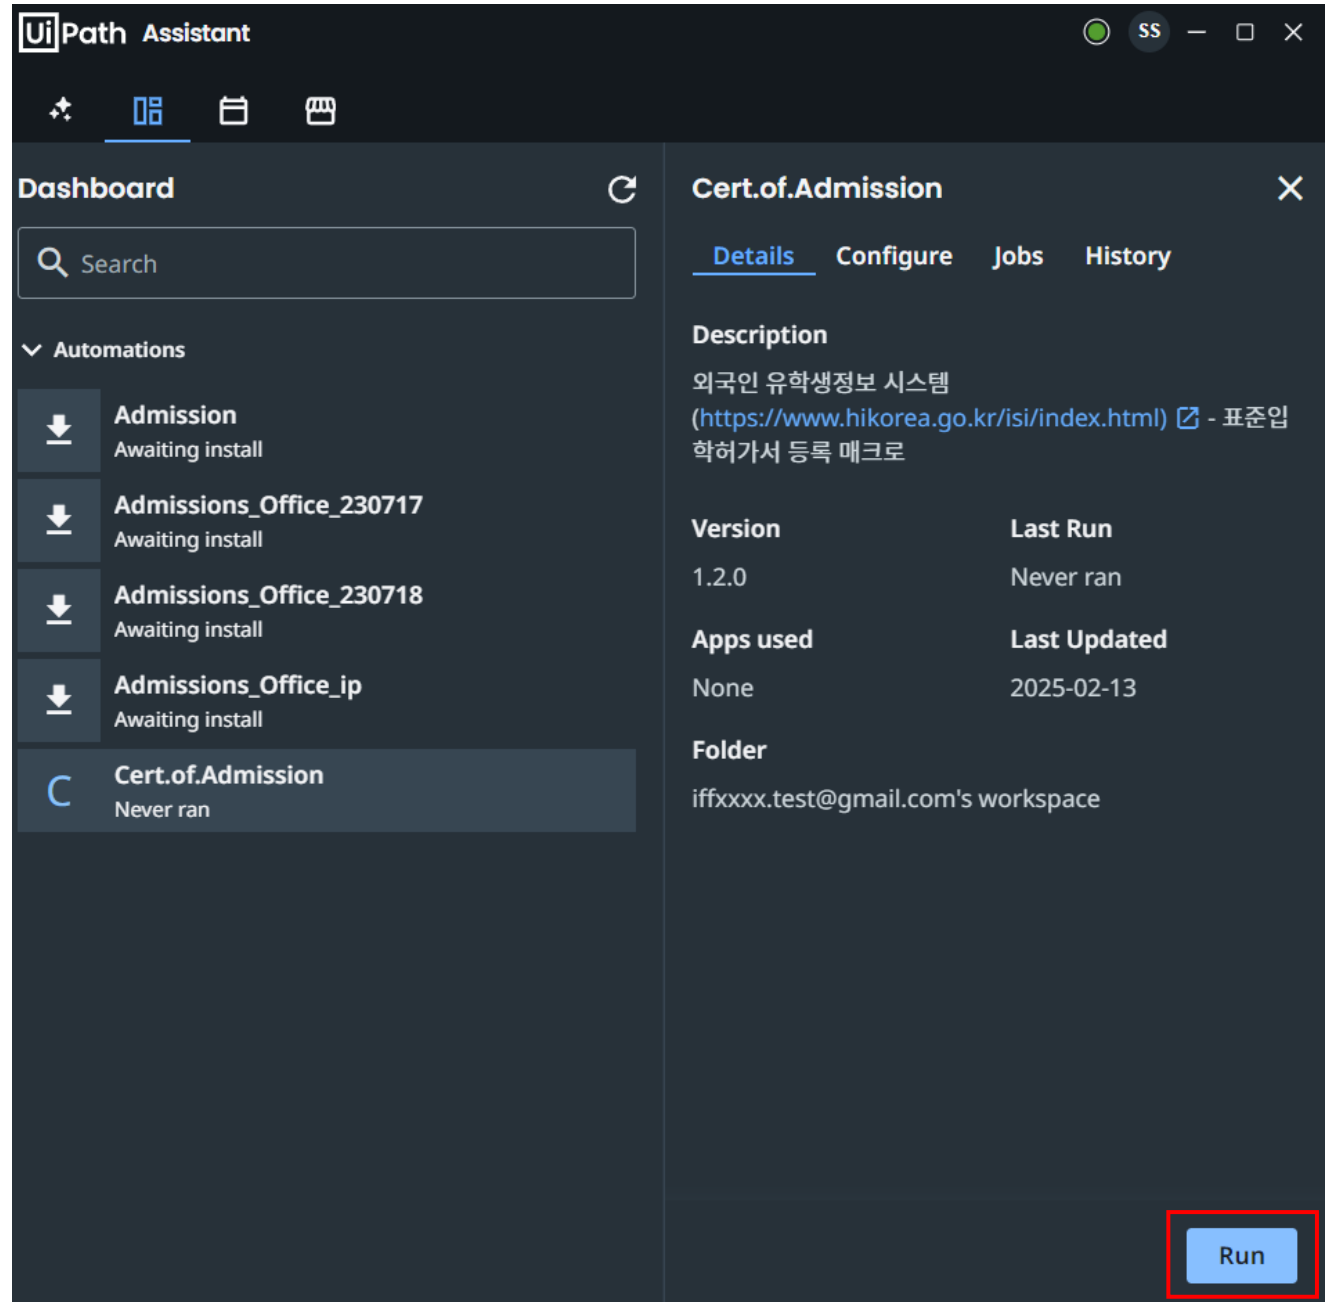 UiPath Assistant
SS
Dashboard
Search
Automations
Admission
Awaiting install
Admissions_Office_230717
Awaiting install
Admissions_Office_230718
Awaiting install
Admissions_Office_ip
Awaiting install
C
Cert.of.Admission
Never ran
Cert.of.Admission
Details Configure Jobs History
Description
외국인 유학생정보 시스템
(https://www.hikorea.go.kr/isi/index.html) - 표준입
학허가서 등록 매크로
Version Last Run
1.2.0 Never ran
Apps used Last Updated
None 2025-02-13
Folder
iffxxxx.test@gmail.com's workspace
Run